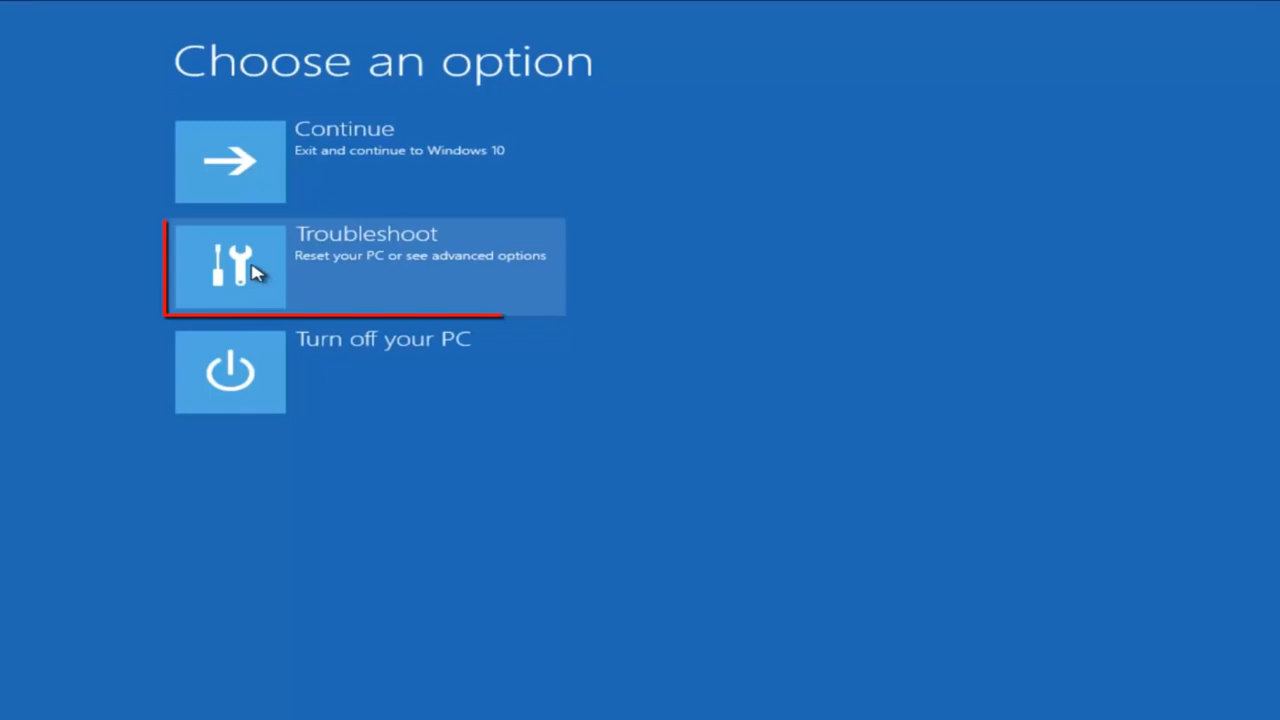 Choose an option
Continue
Exit and continue to Windows 10
Troubleshoot
Reset your PC or see advanced options
Turn off your PC